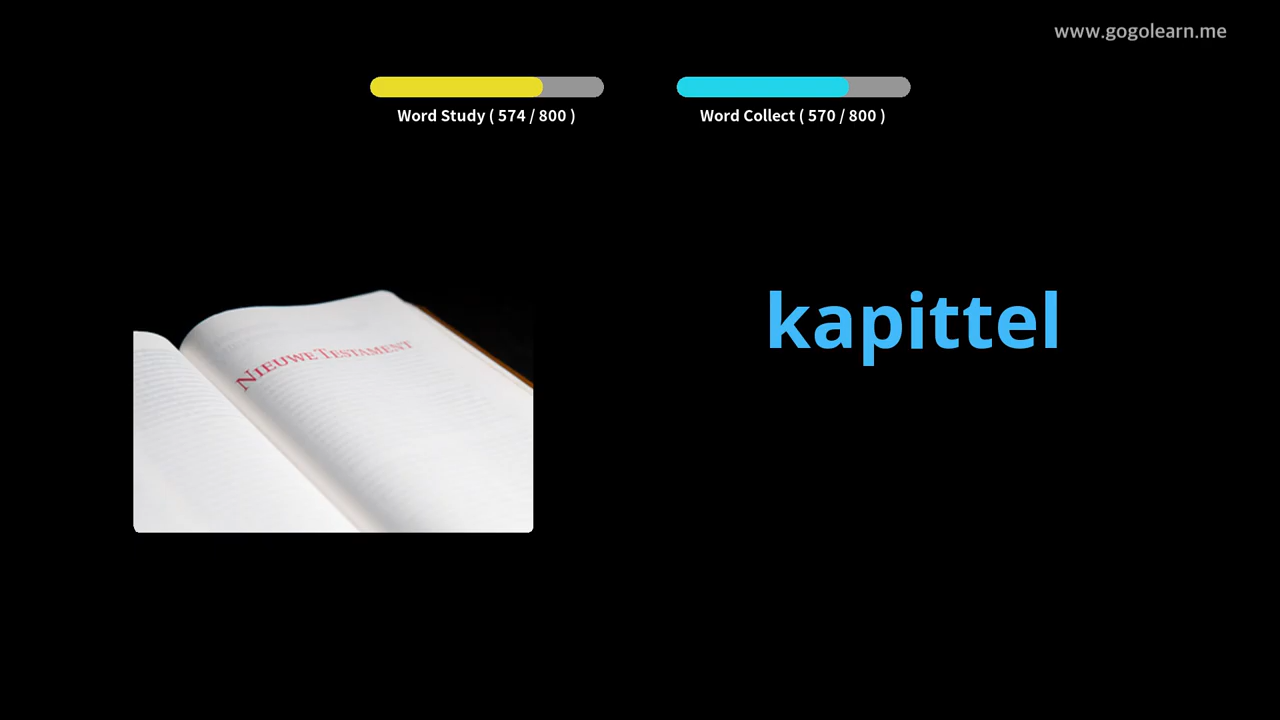 www.gogolearn.me
Word Study ( 574 / 800 )
Word Collect ( 570 / 800 )
NIEUWE TESTAMENT
kapittel